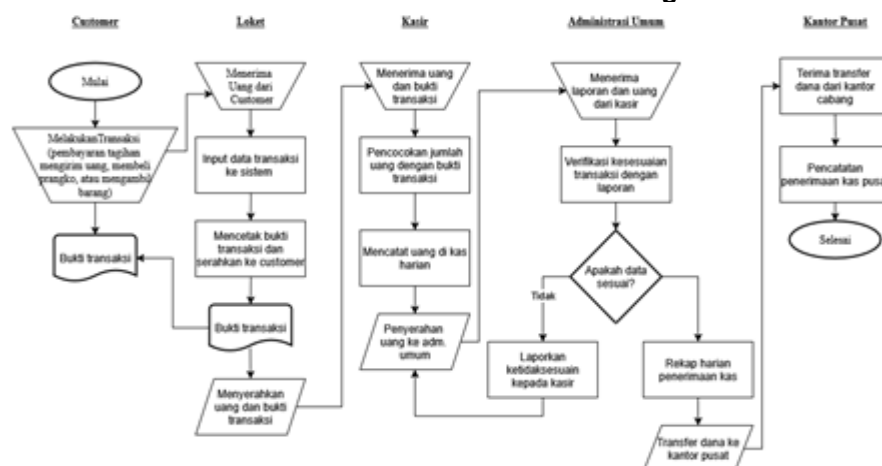 Customer
Loket
Kasir
Administrasi Umum
Kantor Pusat
Mulai
MelakukanTransaksi
(pembayaran tagihan
mengirim uang, membeli
prangko, atau mengambil
barang)
Bukti transaksi
Menerima
Uang dari
Customer
Input data transaksi
ke sistem
Mencetak bukti
transaksi dan
serahkan ke customer
Bukti transaksi
Menyerahkan
uang dan bukti
transaksi
Menerima uang
dan bukti
transaksi
Pencocokan jumlah
uang dengan bukti
transaksi
Mencatat uang di kas
harian
Penyerahan
uang ke adm.
umum
Menerima
laporan dan uang
dari kasir
Verifikasi kesesuaian
transaksi dengan
laporan
Apakah data
sesuai?
Tidak
Laporkan
ketidaksesuain
kepada kasir
Rekap harian
penerimaan kas
Transfer dana ke
kantor pusat
Terima transfer
dana dari kantor
cabang
Pencatatan
penerimaan kas pusat
Selesai